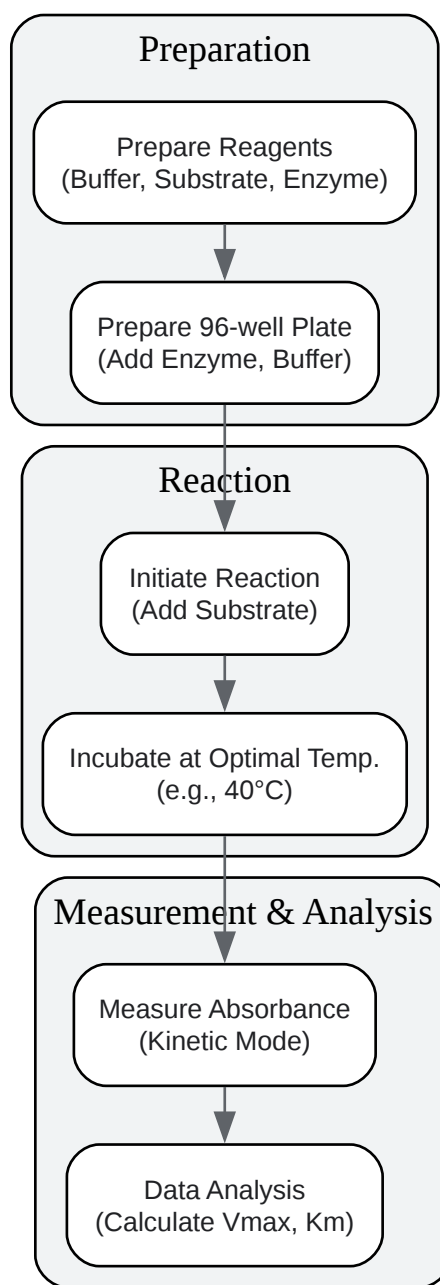 Preparation
Prepare Reagents
(Buffer, Substrate, Enzyme)
Prepare 96-well Plate
(Add Enzyme, Buffer)
Reaction
Initiate Reaction
(Add Substrate)
Incubate at Optimal Temp.
(e.g., 40°C)
Measurement & Analysis
Measure Absorbance
(Kinetic Mode)
Data Analysis
(Calculate Vmax, Km)